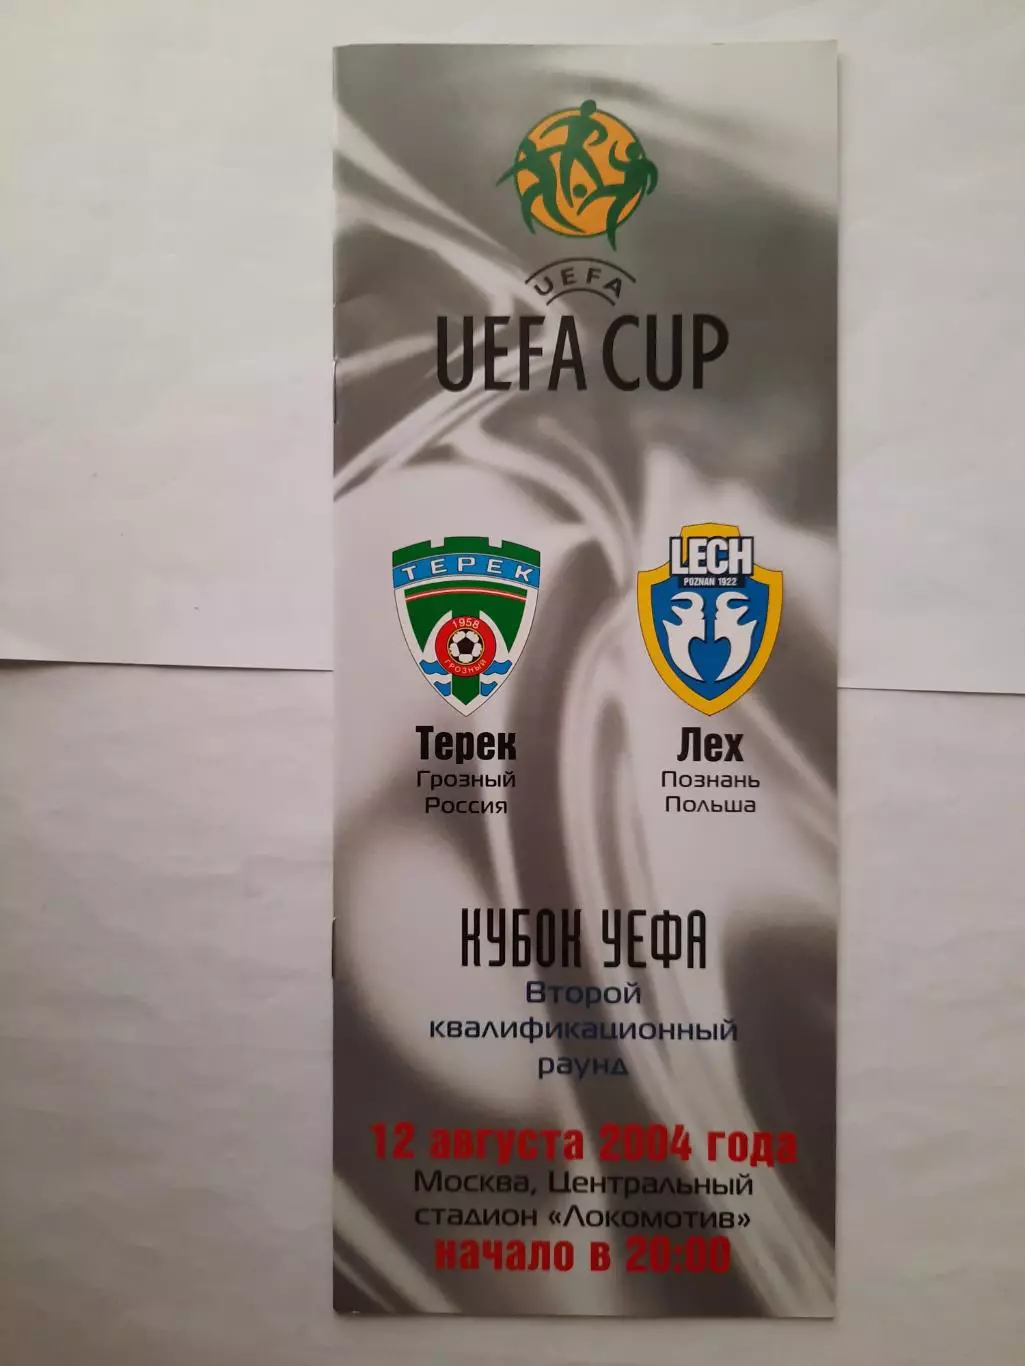 UEFA
UEFA CUP
ТЕРЕК
1958
ГРОЗНЫЙ
LECH
POZNAN 1922
Терек
Грозный
Россия
Лех
Познань
Польша
КУБОК УЕФА
Второй
квалификационный
раунд
12 августа 2004 года
Москва, Центральный
стадион «Локомотив»
начало в 20:00